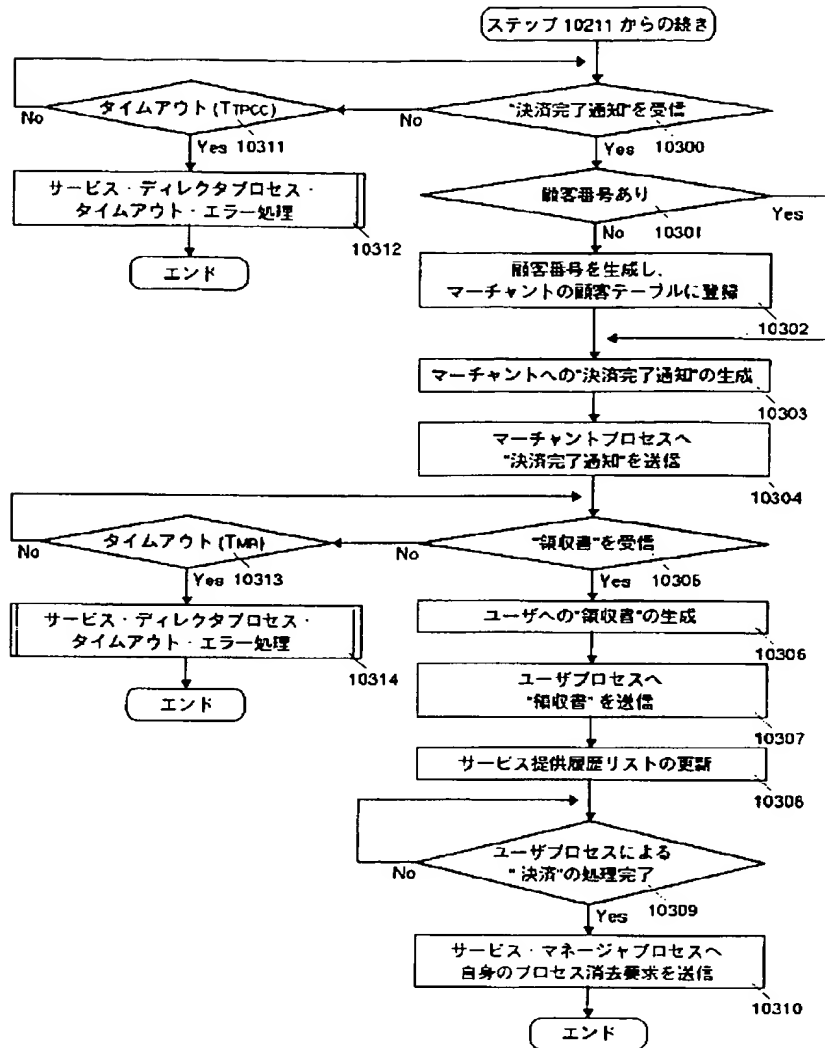 ステップ 10211 からの続き
タイムアウト (TTPCC)
No
Yes
10311
"決済完了通知"を受信
No
Yes
10300
サービス・ディレクタプロセス・
タイムアウト・エラー処理
10312
エンド
顧客番号あり
Yes
No
10301
顧客番号を生成し、
マーチャントの顧客テーブルに登録
10302
マーチャントへの"決済完了通知"の生成
10303
マーチャントプロセスへ
"決済完了通知"を送信
10304
タイムアウト (TMR)
No
Yes
10313
"領収書"を受信
No
Yes
10305
サービス・ディレクタプロセス・
タイムアウト・エラー処理
10314
エンド
ユーザへの"領収書"の生成
10306
ユーザプロセスへ
"領収書" を送信
10307
サービス提供履歴リストの更新
10308
ユーザプロセスによる
"決済"の処理完了
No
Yes
10309
サービス・マネージャプロセスへ
自身のプロセス消去要求を送信
10310
エンド